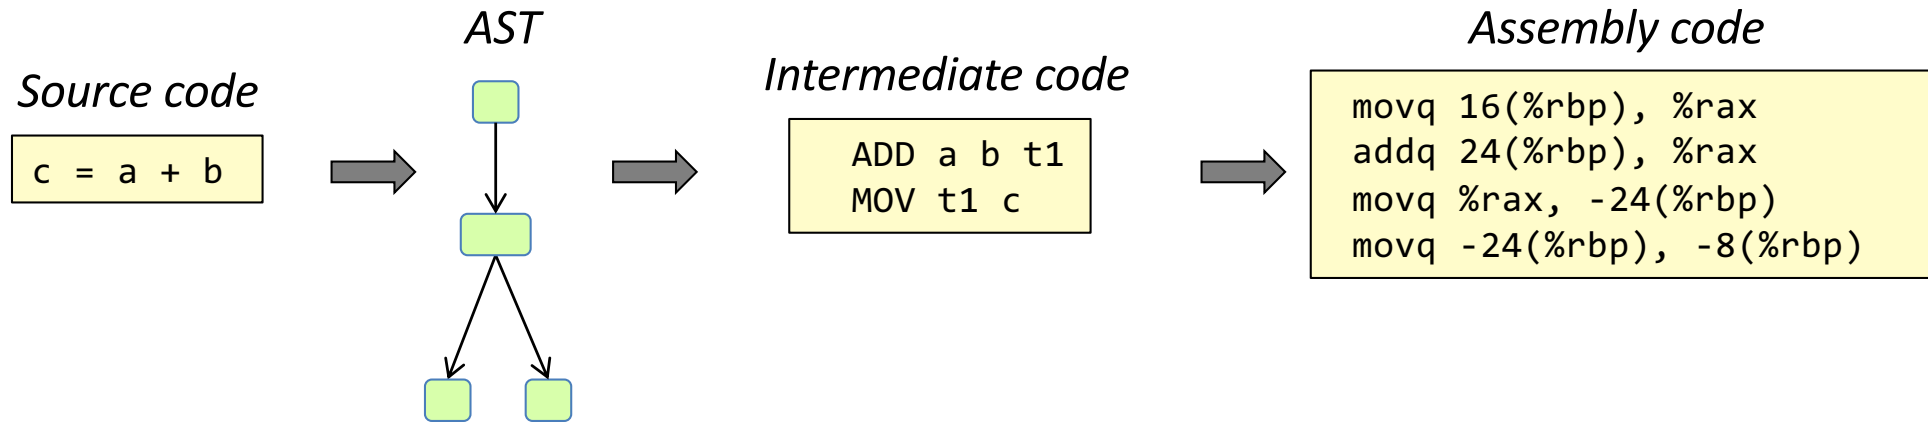 Source code
c = a + b
AST
Intermediate code
ADD a b t1
MOV t1 c
Assembly code
movq 16(%rbp), %rax
addq 24(%rbp), %rax
movq %rax, -24(%rbp)
movq -24(%rbp), -8(%rbp)